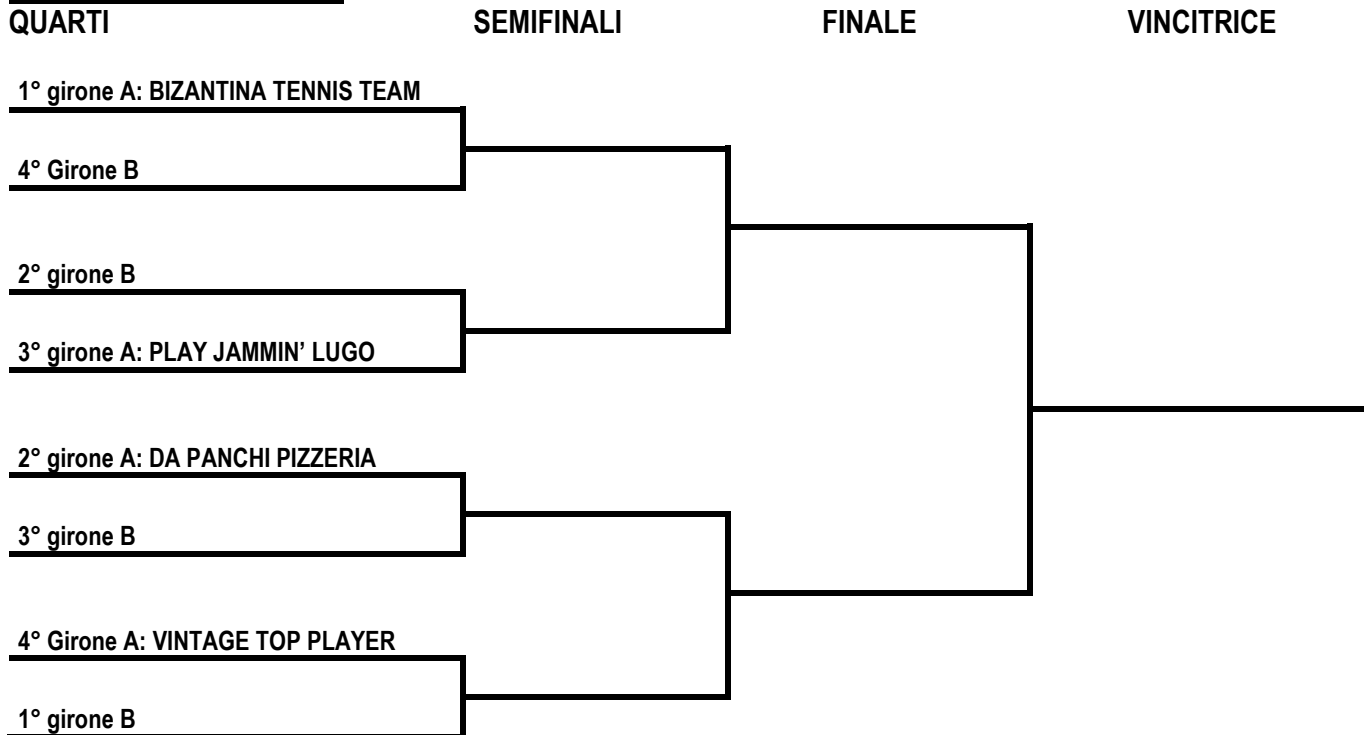 QUARTI SEMIFINALI FINALE VINCITRICE
1° girone A: BIZANTINA TENNIS TEAM
4° Girone B
2° girone B
3° girone A: PLAY JAMMIN’ LUGO
2° girone A: DA PANCHI PIZZERIA
3° girone B
4° Girone A: VINTAGE TOP PLAYER
1° girone B